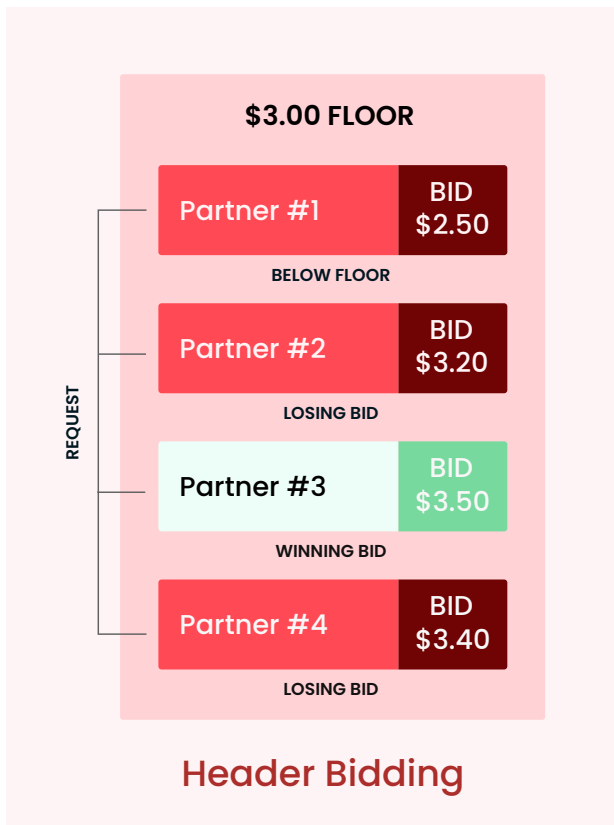 $3.00 FLOOR
Partner #1
BID
$2.50
BELOW FLOOR
Partner #2
BID
$3.20
LOSING BID
REQUEST
Partner #3
BID
$3.50
WINNING BID
Partner #4
BID
$3.40
LOSING BID
Header Bidding